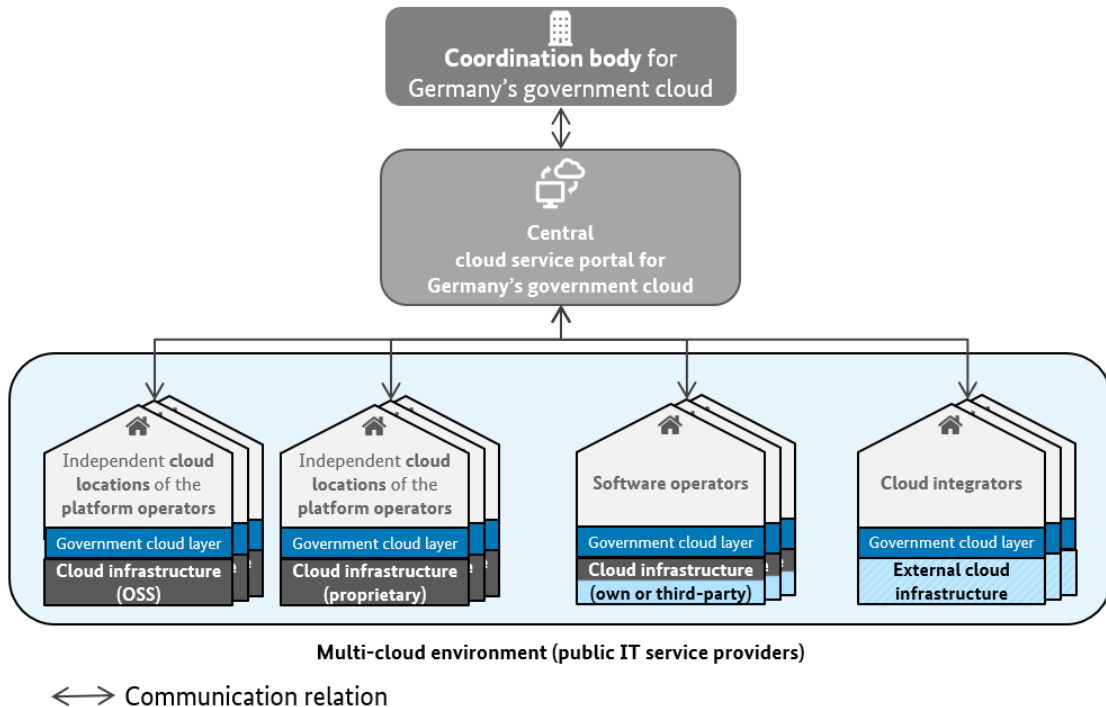 Coordination body for
Germany's government cloud
Central
cloud service portal for
Germany's government cloud
Independent cloud
locations of the
platform operators
Government cloud layer
Cloud infrastructure
(OSS)
Independent cloud
locations of the
platform operators
Government cloud layer
Cloud infrastructure
(proprietary)
Software operators
Government cloud layer
Cloud infrastructure
(own or third-party)
Cloud integrators
Government cloud layer
External cloud
infrastructure
Multi-cloud environment (public IT service providers)
Communication relation